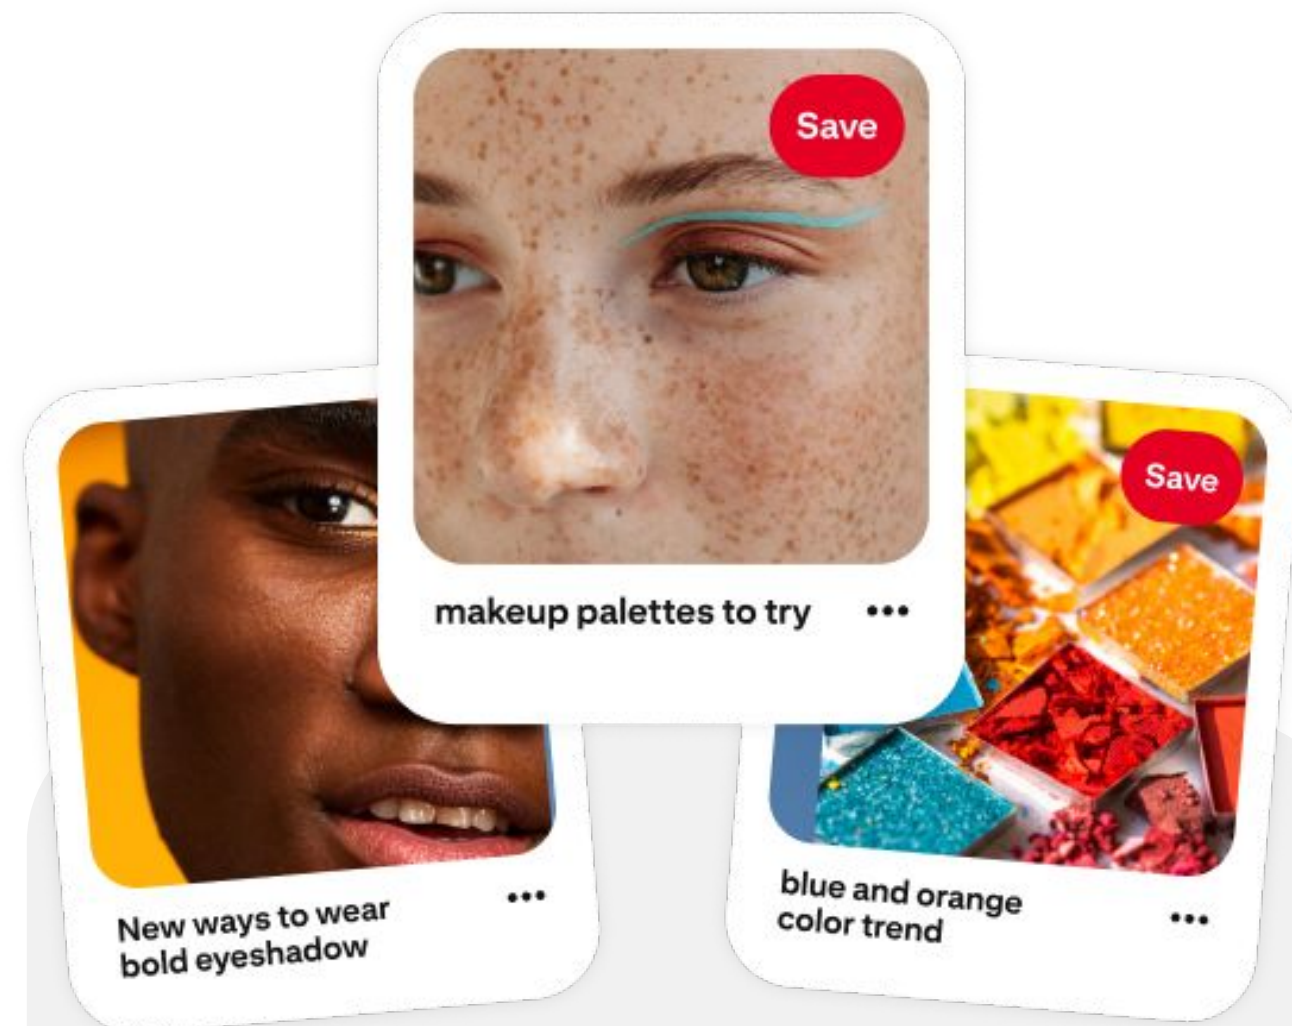 Save
makeup palettes to try
Save
New ways to wear
bold eyeshadow
blue and orange
color trend